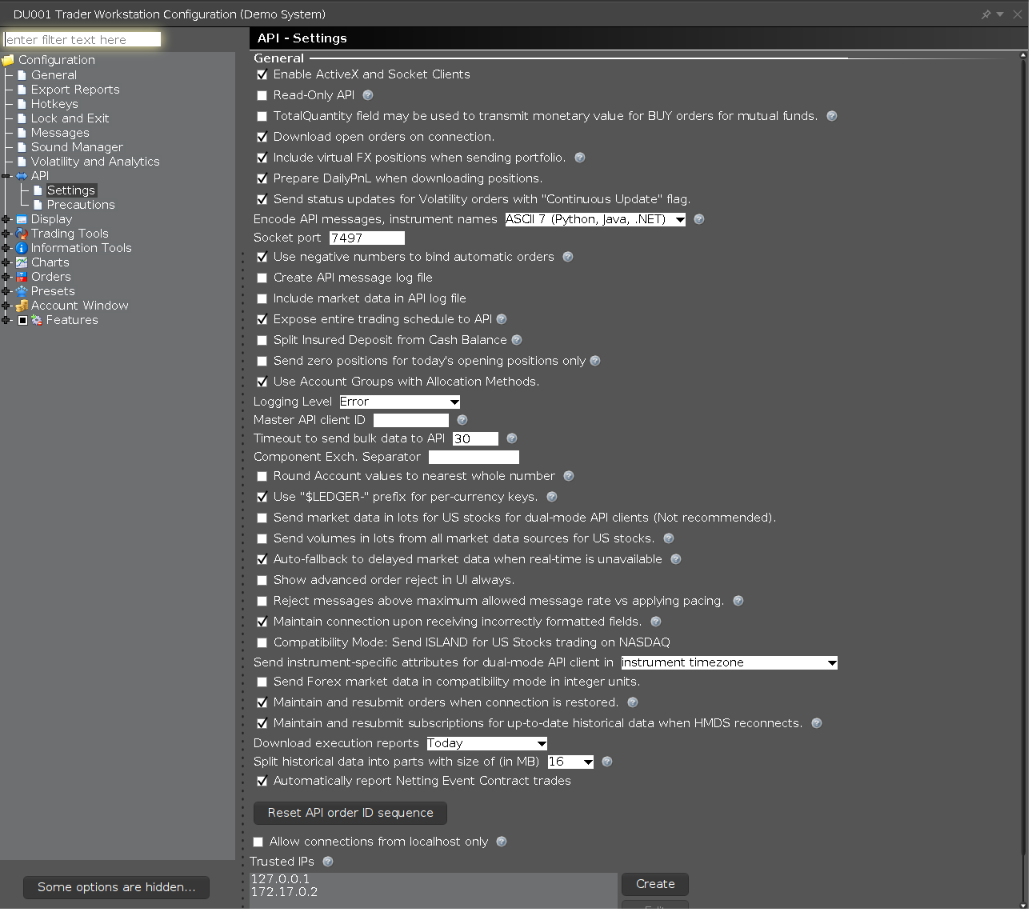 DU001 Trader Workstation Configuration (Demo System)
enter filter text here
Configuration
General
Export Reports
Hotkeys
Lock and Exit
Messages
Sound Manager
Volatility and Analytics
API
Settings
Precautions
Display
Trading Tools
Information Tools
Charts
Orders
Presets
Account Window
Features
Some options are hidden...
API - Settings
General
Enable ActiveX and Socket Clients
Read-Only API
TotalQuantity field may be used to transmit monetary value for BUY orders for mutual funds.
Download open orders on connection.
Include virtual FX positions when sending portfolio.
Prepare DailyPnL when downloading positions.
Send status updates for Volatility orders with "Continuous Update" flag.
Encode API messages, instrument names ASCII 7 (Python, Java, .NET)
Socket port 7497
Use negative numbers to bind automatic orders
Create API message log file
Include market data in API log file
Expose entire trading schedule to API
Split Insured Deposit from Cash Balance
Send zero positions for today's opening positions only
Use Account Groups with Allocation Methods.
Logging Level Error
Master API client ID
Timeout to send bulk data to API 30
Component Exch. Separator
Round Account values to nearest whole number
Use "$LEDGER-" prefix for per-currency keys.
Send market data in lots for US stocks for dual-mode API clients (Not recommended).
Send volumes in lots from all market data sources for US stocks.
Auto-fallback to delayed market data when real-time is unavailable
Show advanced order reject in UI always.
Reject messages above maximum allowed message rate vs applying pacing.
Maintain connection upon receiving incorrectly formatted fields.
Compatibility Mode: Send ISLAND for US Stocks trading on NASDAQ
Send instrument-specific attributes for dual-mode API client in instrument timezone
Send Forex market data in compatibility mode in integer units.
Maintain and resubmit orders when connection is restored.
Maintain and resubmit subscriptions for up-to-date historical data when HMDS reconnects.
Download execution reports Today
Split historical data into parts with size of (in MB) 16
Automatically report Netting Event Contract trades
Reset API order ID sequence
Allow connections from localhost only
Trusted IPs
127.0.0.1
172.17.0.2
Create